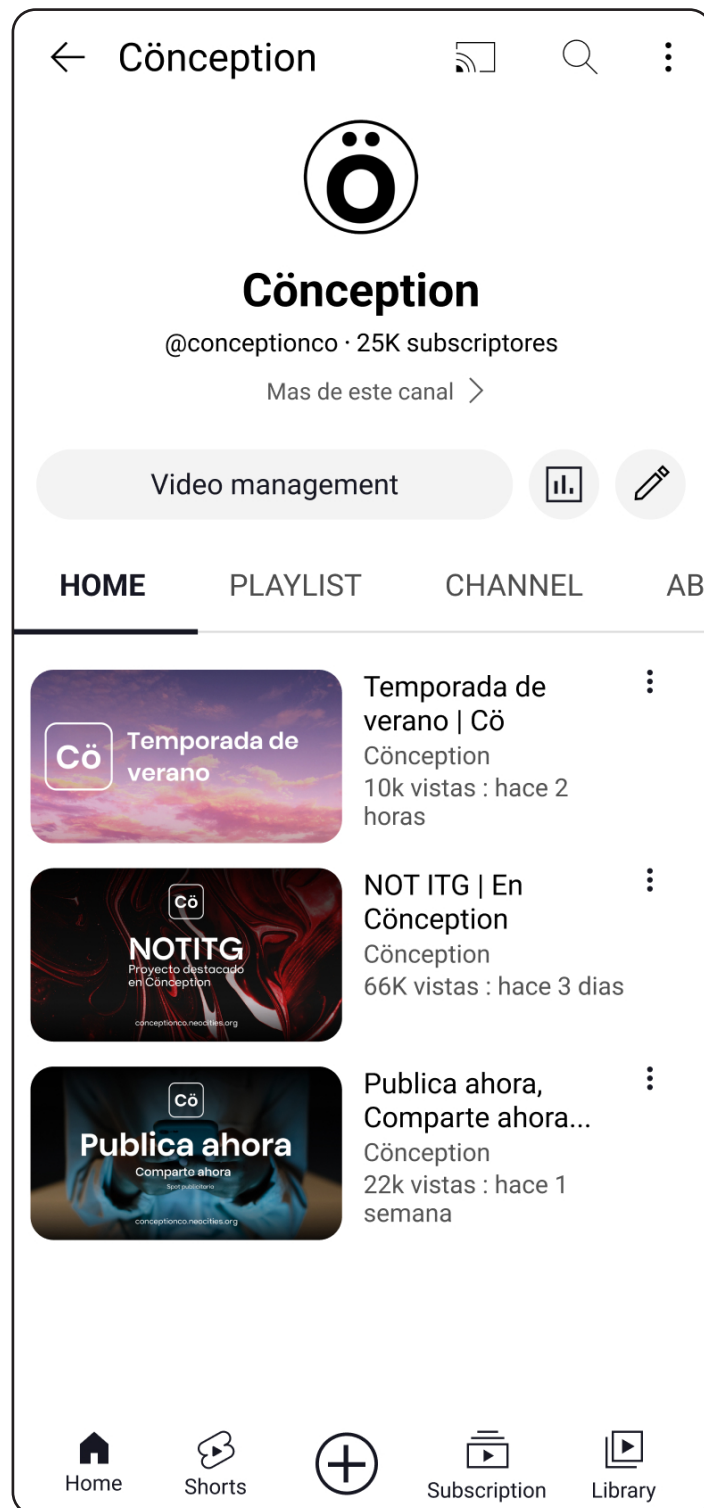 Cönception
Ö
Cönception
@conceptionco · 25K subscriptores
Mas de este canal
Video management
HOME PLAYLIST CHANNEL AB
Cö
Temporada de
verano
Temporada de
verano | Cö
Cönception
10k vistas : hace 2
horas
Cö
NOTITG
Proyecto destacado
en Cönception
conceptionco.neocities.org
NOT ITG | En
Cönception
Cönception
66K vistas : hace 3 dias
Cö
Publica ahora
Comparte ahora
Spot publicitario
conceptionco.neocities.org
Publica ahora,
Comparte ahora...
Cönception
22k vistas : hace 1
semana
Home Shorts Subscription Library